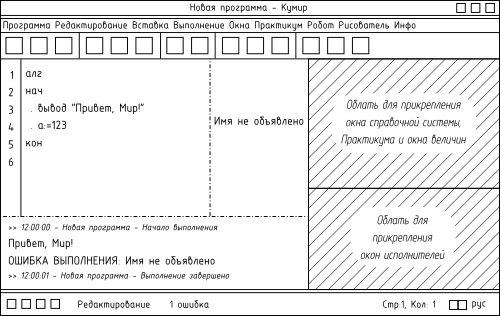 Новая программа - Кумир
Программа Редактирование Вставка Выполнение Окна Практикум Робот Рисователь Инфо
1 алг
2 нач
3 . вывод "Привет, Мир!"
4 . а:=123
5 кон
6
Имя не объявлено
Облать для прикрепления
окна справочной системы,
Практикума и окна величин
Облать для
прикрепления
окон исполнителей
>> 12:00:00 - Новая программа - Начало выполнения
Привет, Мир!
ОШИБКА ВЫПОЛНЕНИЯ: Имя не объявлено
>> 12:00:01 - Новая программа - Выполнение завершено
Редактирование 1 ошибка Стр:1, Кол: 1 рус